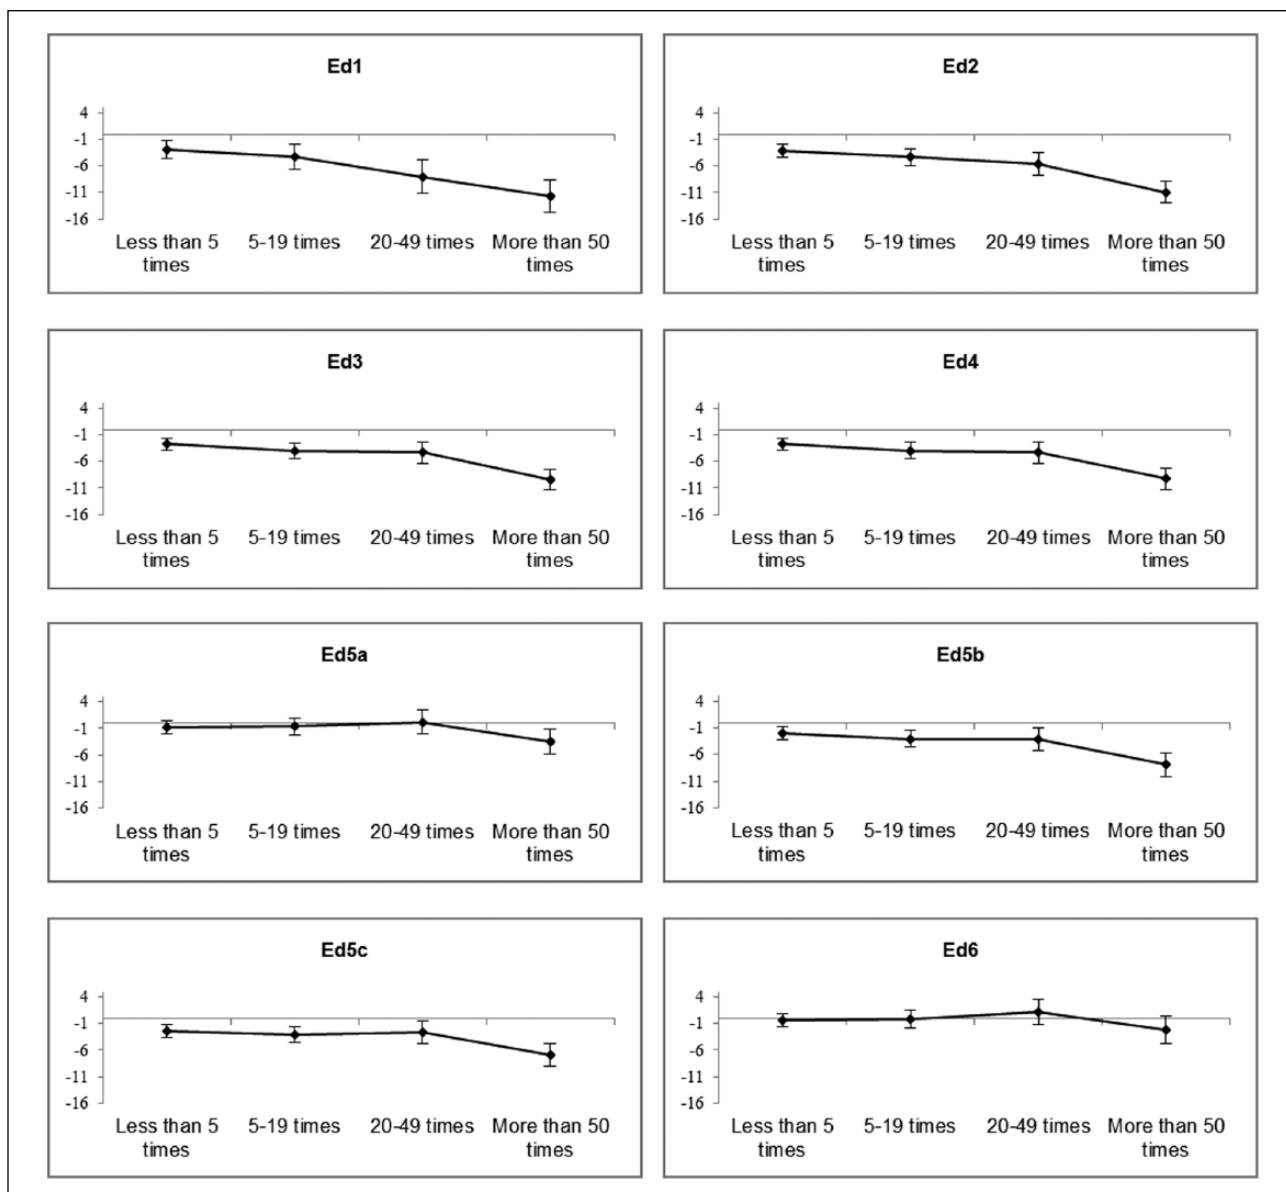 Ed1
4
-1
-6
-11
-16
Less than 5 times
5-19 times
20-49 times
More than 50 times
Ed2
4
-1
-6
-11
-16
Less than 5 times
5-19 times
20-49 times
More than 50 times
Ed3
4
-1
-6
-11
-16
Less than 5 times
5-19 times
20-49 times
More than 50 times
Ed4
4
-1
-6
-11
-16
Less than 5 times
5-19 times
20-49 times
More than 50 times
Ed5a
4
-1
-6
-11
-16
Less than 5 times
5-19 times
20-49 times
More than 50 times
Ed5b
4
-1
-6
-11
-16
Less than 5 times
5-19 times
20-49 times
More than 50 times
Ed5c
4
-1
-6
-11
-16
Less than 5 times
5-19 times
20-49 times
More than 50 times
Ed6
4
-1
-6
-11
-16
Less than 5 times
5-19 times
20-49 times
More than 50 times